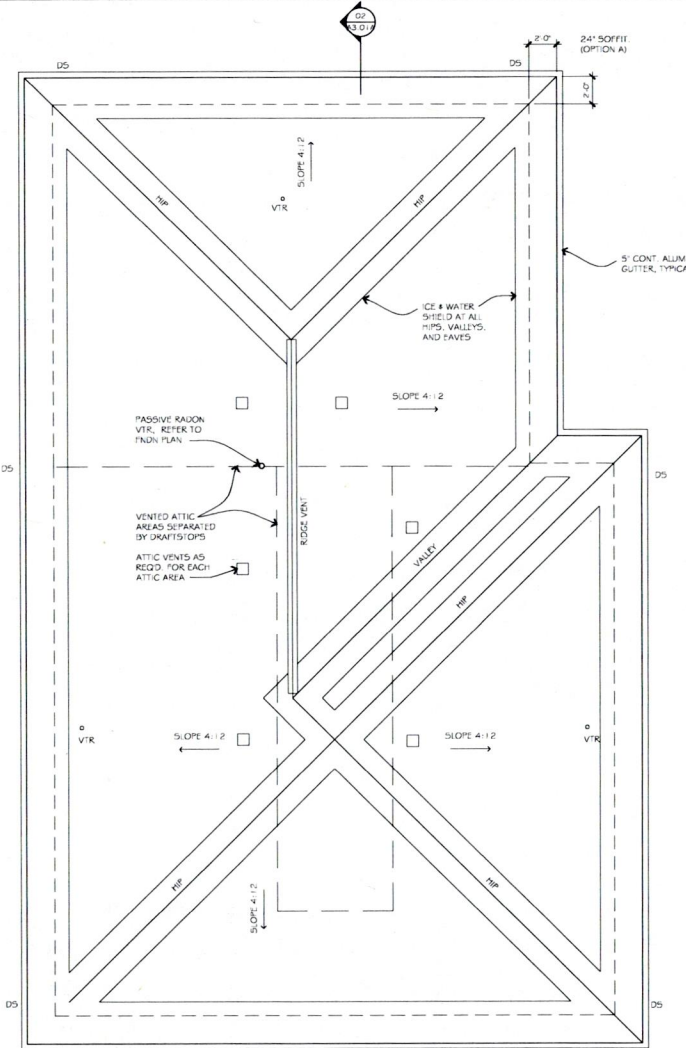 D2
A3.01A
2'-0"
24" SOFFIT
(OPTION A)
DS
DS
2'-0"
SLOPE 4:12
HIP
HIP
VTR
5" CONT. ALUM
GUTTER, TYPICA
ICE & WATER
SHIELD AT ALL
HIPS, VALLEYS,
AND EAVES
SLOPE 4:12
PASSIVE RADON
VTR, REFER TO
FNDN PLAN
DS
DS
VENTED ATTIC
AREAS SEPARATED
BY DRAFTSTOPS
RIDGE VENT
ATTIC VENTS AS
REQ'D. FOR EACH
ATTIC AREA
VALLEY
HIP
VTR
SLOPE 4:12
SLOPE 4:12
VTR
HIP
HIP
SLOPE 4:12
DS
DS